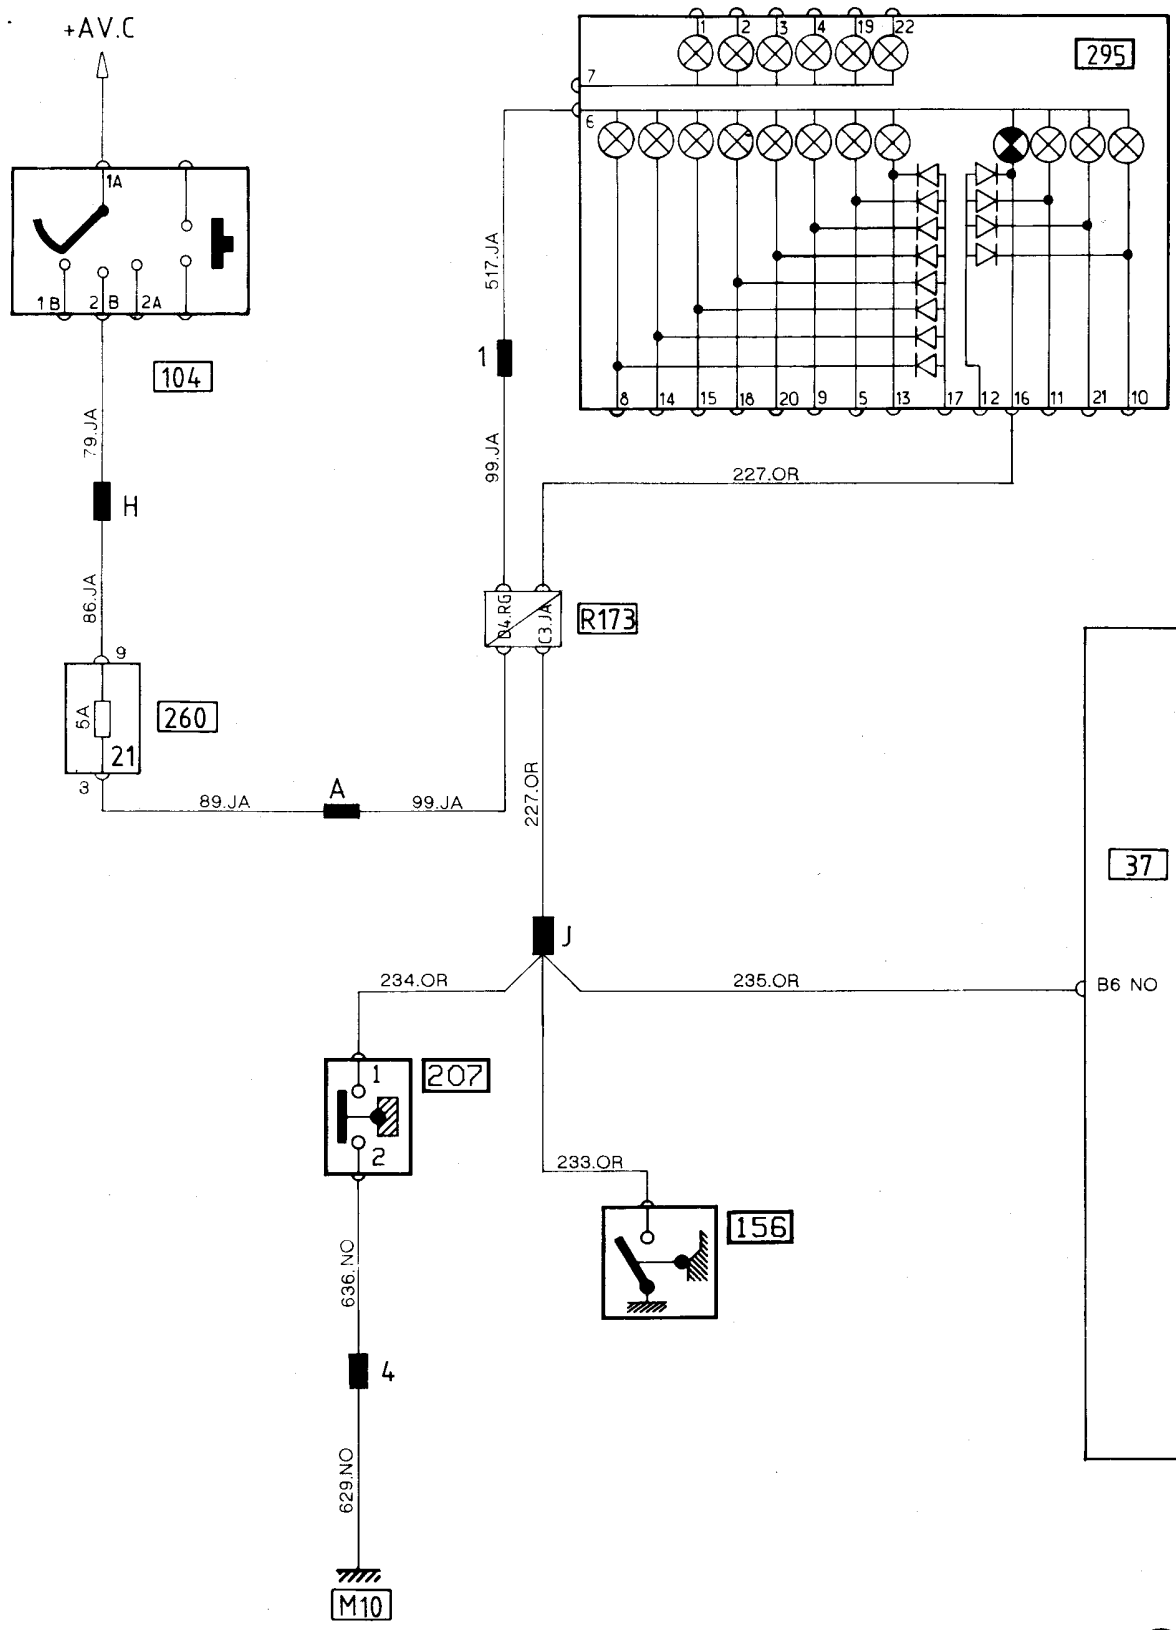 +AV.C
1 2 3 4 19 22
295
7
6
1A
1B 2 B 2A
104
517.JA
1
99.JA
8 14 15 18 20 9 5 13 17 12 16 11 21 10
227.OR
79.JA
H
86.JA
D4.RG
C3.JA
R173
9
5A
21
260
3
89.JA
A
99.JA
227.OR
37
J
234.OR
235.OR
B6 NO
1
207
2
233.OR
156
636.NO
4
629.NO
M10